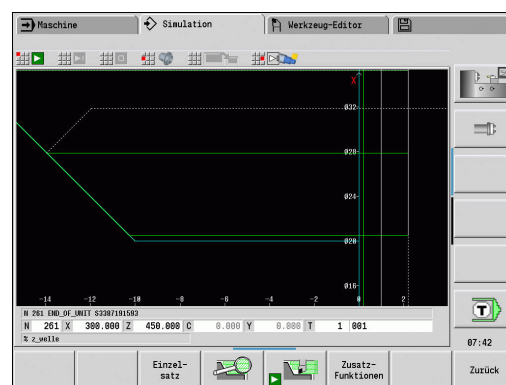 Maschine
Simulation
Werkzeug-Editor
X
ø32
ø28
ø24
ø20
ø16
-14 -12 -10 -8 -6 -4 -2 0 2
N 261 END_OF_UNIT S3387191593
N 261 X 300.000 Z 450.000 C 0.000 Y 0.000 T 1 001
% z_welle
T
07:42
Einzel-
satz
Zusatz-
Funktionen
Zurück